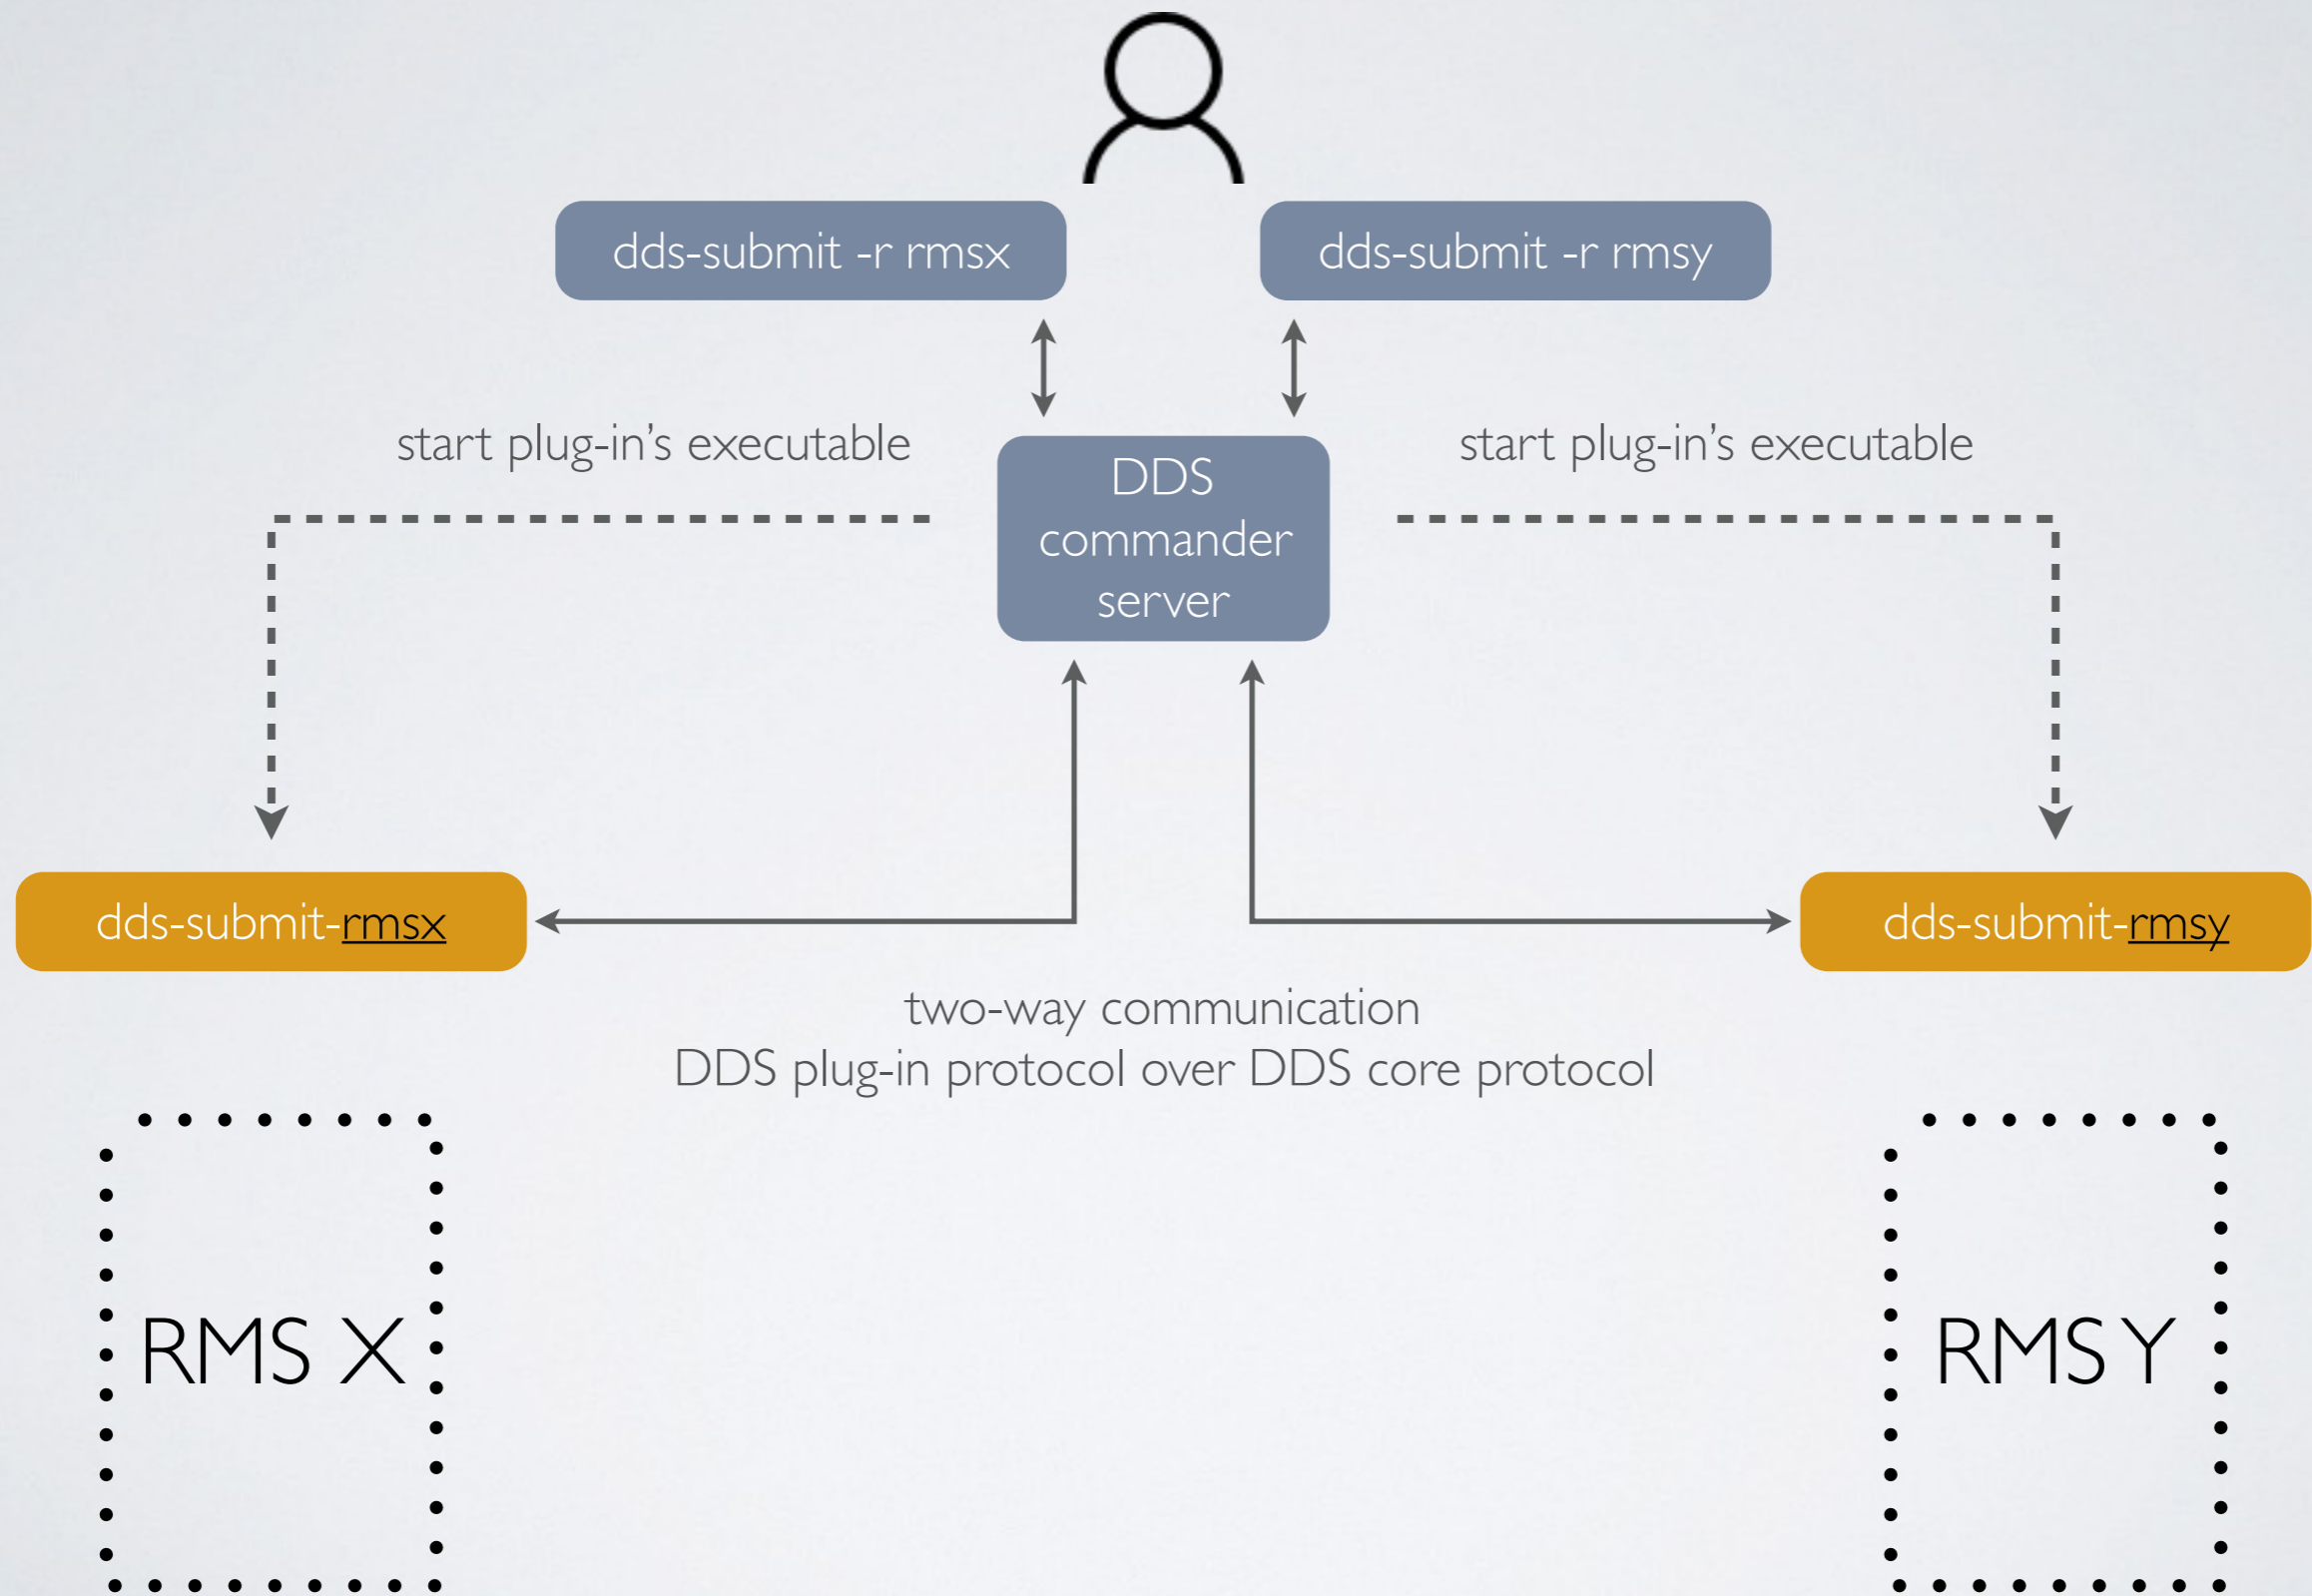 dds-submit -r rmsx
dds-submit -r rmsy
start plug-in’s executable
DDS
commander
server
start plug-in’s executable
dds-submit-rmsx
dds-submit-rmsy
two-way communication
DDS plug-in protocol over DDS core protocol
RMS X
RMS Y